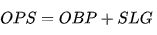 OPS = OBP + SLG